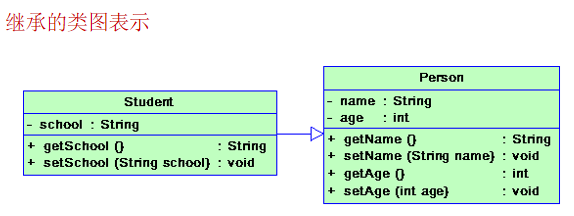 继承的类图表示
Student
- school : String
+ getSchool () : String
+ setSchool (String school) : void
Person
- name : String
- age : int
+ getName () : String
+ setName (String name) : void
+ getAge () : int
+ setAge (int age) : void